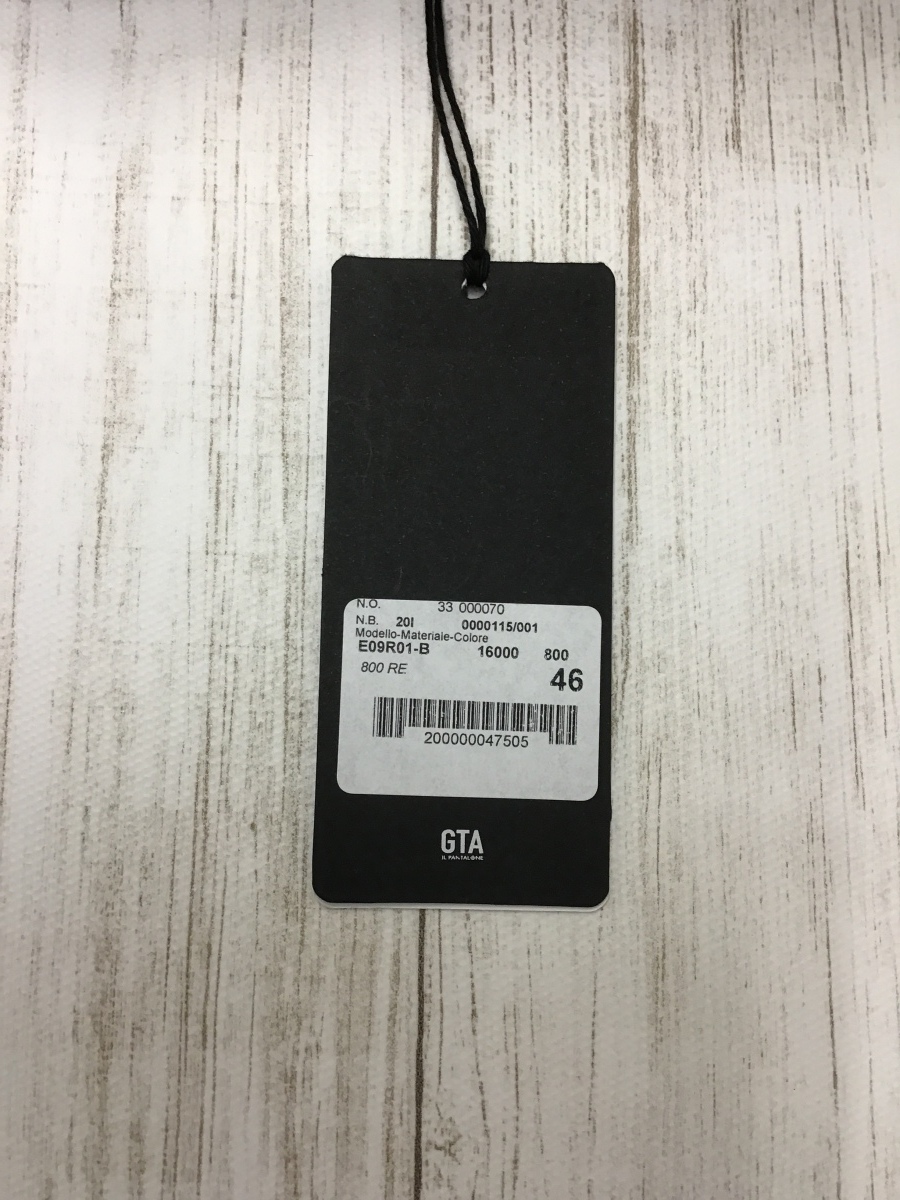 N.O. 33 000070
N.B. 20I 0000115/001
Modello-Materiale-Colore
E09R01-B 16000 800
800 RE
46
200000047505
GTA
IL PANTALONE